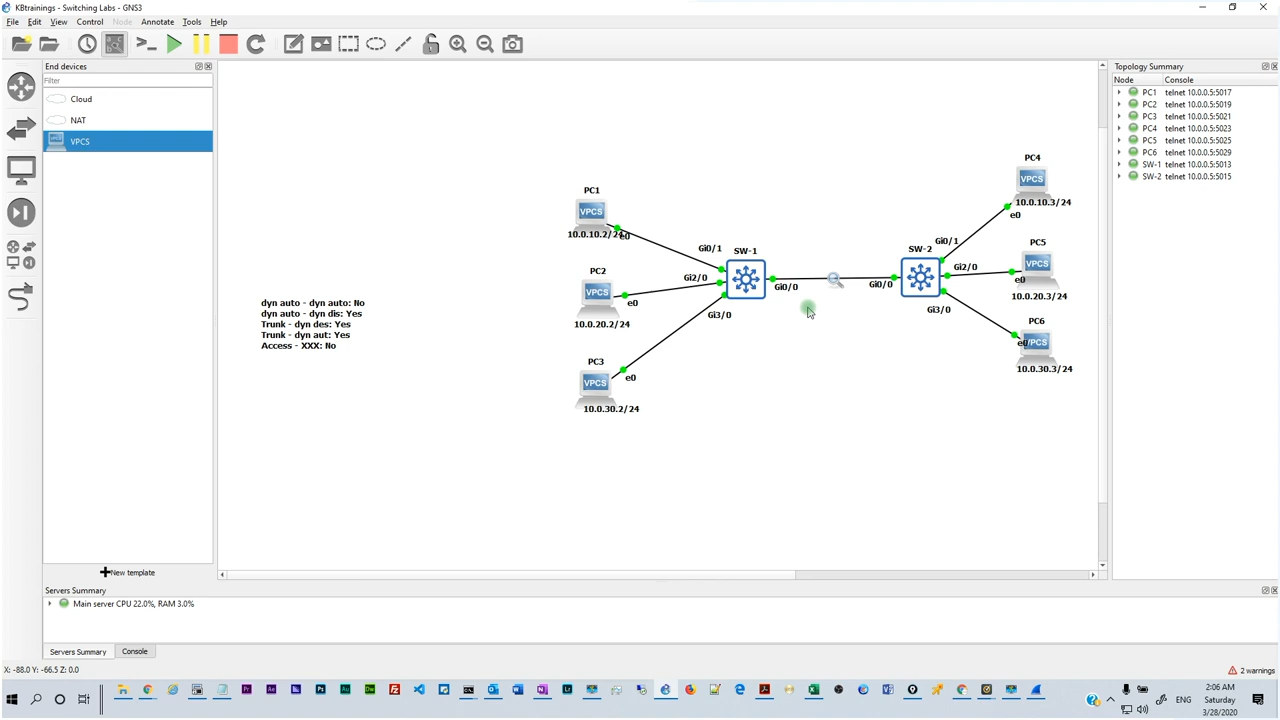 KBtrainings - Switching Labs - GNS3
File Edit View Control Node Annotate Tools Help
End devices
Filter
Cloud
NAT
VPCS
New template
dyn auto - dyn auto: No
dyn auto - dyn dis: Yes
Trunk - dyn des: Yes
Trunk - dyn aut: Yes
Access - XXX: No
PC1
VPCS
10.0.10.2/24
e0
PC2
VPCS
e0
10.0.20.2/24
PC3
VPCS
e0
10.0.30.2/24
SW-1
Gi0/1
Gi2/0
Gi3/0
Gi0/0
SW-2
Gi0/0
Gi0/1
Gi2/0
Gi3/0
PC4
VPCS
10.0.10.3/24
e0
PC5
VPCS
e0
10.0.20.3/24
PC6
e0
VPCS
10.0.30.3/24
Topology Summary
Node Console
PC1 telnet 10.0.0.5:5017
PC2 telnet 10.0.0.5:5019
PC3 telnet 10.0.0.5:5021
PC4 telnet 10.0.0.5:5023
PC5 telnet 10.0.0.5:5025
PC6 telnet 10.0.0.5:5029
SW-1 telnet 10.0.0.5:5013
SW-2 telnet 10.0.0.5:5015
Servers Summary
Main server CPU 22.0%, RAM 3.0%
Servers Summary Console
X: -88.0 Y: -66.5 Z: 0.0
2 warnings
ENG
2:06 AM
Saturday
3/28/2020